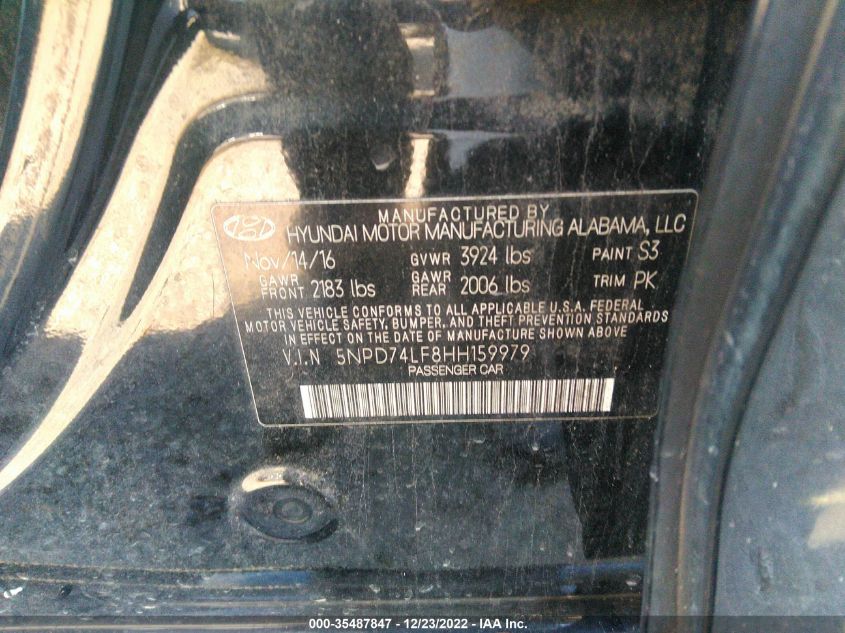 MANUFACTURED BY
HYUNDAI MOTOR MANUFACTURING ALABAMA, LLC
Nov/14/16 GVWR 3924 lbs PAINT S3
GAWR FRONT 2183 lbs GAWR REAR 2006 lbs TRIM PK
THIS VEHICLE CONFORMS TO ALL APPLICABLE U.S.A. FEDERAL
MOTOR VEHICLE SAFETY, BUMPER, AND THEFT PREVENTION STANDARDS
IN EFFECT ON THE DATE OF MANUFACTURE SHOWN ABOVE
V.I.N 5NPD74LF8HH159979
PASSENGER CAR
000-35487847 - 12/23/2022 - IAA Inc.